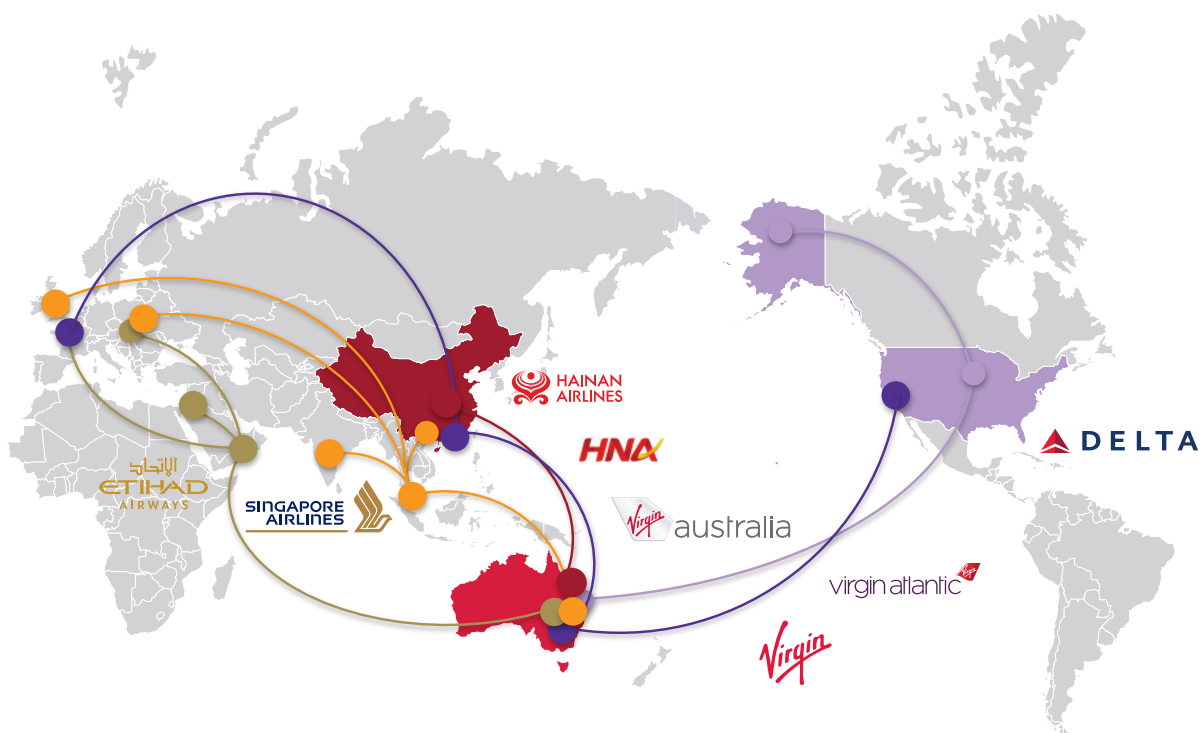 HAINAN
AIRLINES
HNA
DELTA
الإتحاد
ETIHAD
AIRWAYS
SINGAPORE
AIRLINES
Virgin australia
virgin atlantic
Virgin